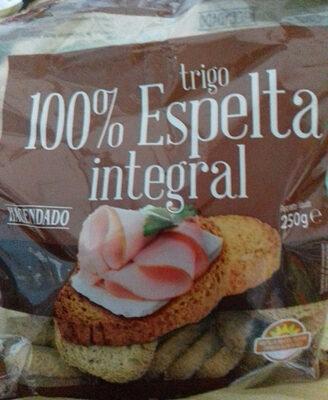 trigo
100% Espelta
integral
HACENDADO
250g e